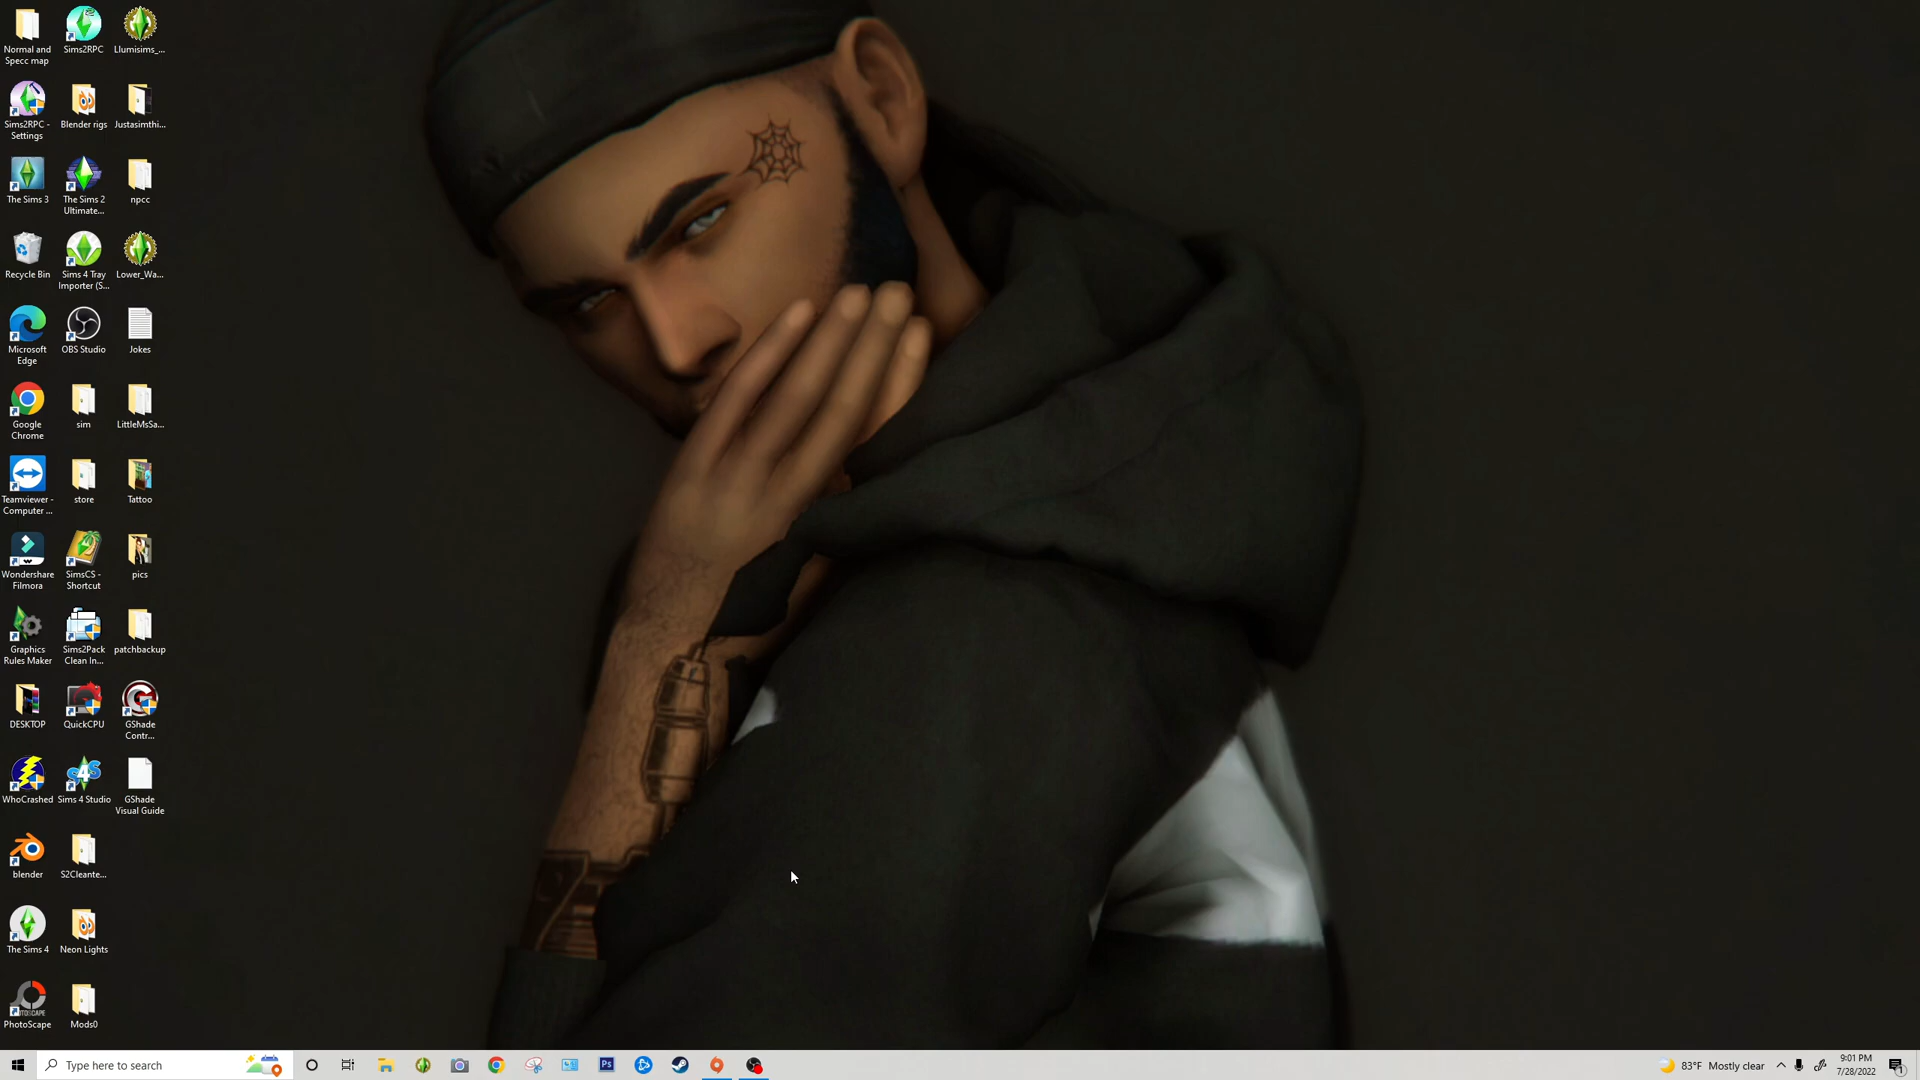 Normal and
Specc map
Sims2RPC
Llumisims_...
Sims2RPC -
Settings
Blender rigs
Justasimthi...
The Sims 3
The Sims 2
Ultimate...
npcc
Recycle Bin
Sims 4 Tray
Importer (S...
Lower_Wa...
Microsoft
Edge
OBS Studio
Jokes
Google
Chrome
sim
LittleMsSa...
Teamviewer -
Computer ...
store
Tattoo
Wondershare
Filmora
SimsCS -
Shortcut
pics
Graphics
Rules Maker
Sims2Pack
Clean In...
patchbackup
DESKTOP
QuickCPU
GShade
Contr...
WhoCrashed
S4S
Sims 4 Studio
GShade
Visual Guide
blender
S2Cleante...
The Sims 4
Neon Lights
PhotoScape
Mods0
Type here to search
Ps
83°F Mostly clear
9:01 PM
7/28/2022
1